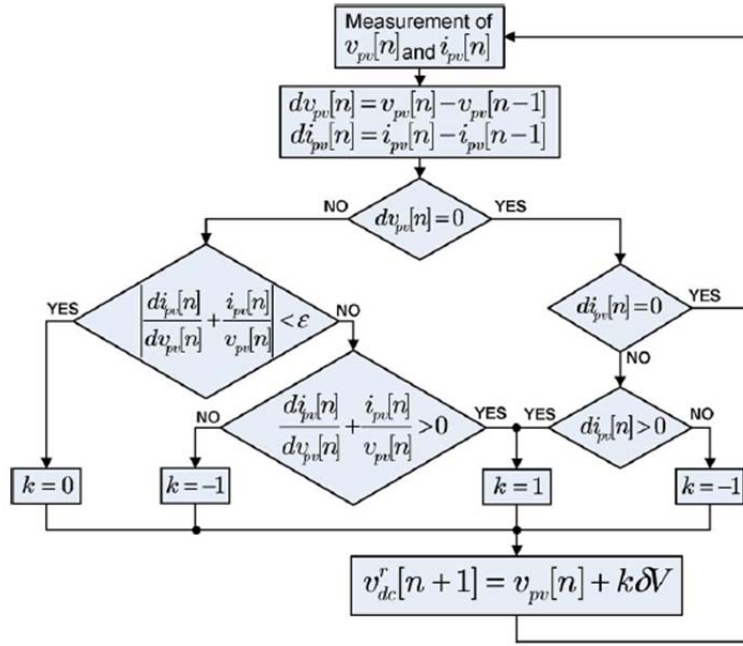 Measurement of
v_pv[n] and i_pv[n]
dv_pv[n] = v_pv[n] − v_pv[n−1]
di_pv[n] = i_pv[n] − i_pv[n−1]
NO
dv_pv[n] = 0
YES
YES
|di_pv[n]/dv_pv[n] + i_pv[n]/v_pv[n]| < ε
NO
di_pv[n] = 0
YES
NO
NO
di_pv[n]/dv_pv[n] + i_pv[n]/v_pv[n] > 0
YES
YES
di_pv[n] > 0
NO
k = 0
k = −1
k = 1
k = −1
v^r_dc[n+1] = v_pv[n] + kδV